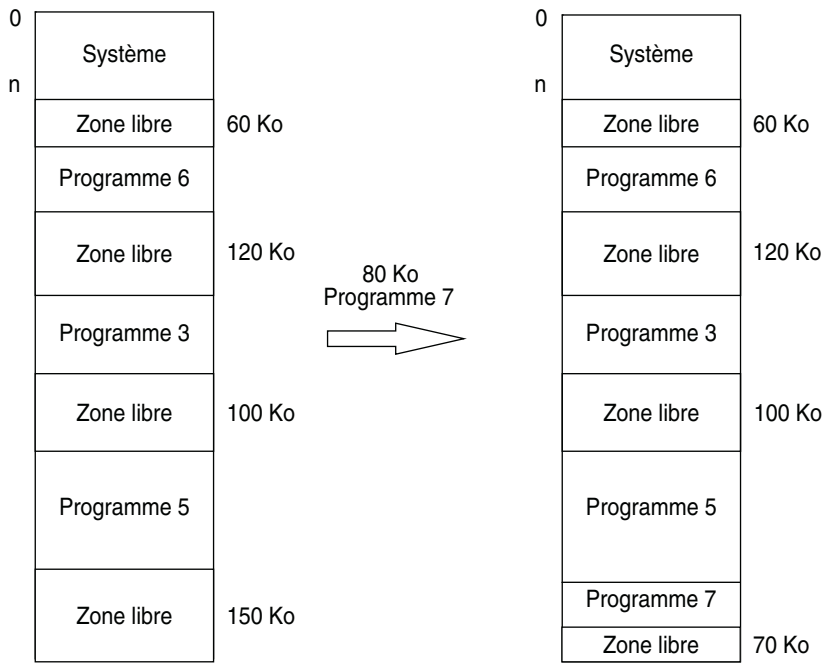 0
Système
n
Zone libre 60 Ko
Programme 6
Zone libre 120 Ko
Programme 3
Zone libre 100 Ko
Programme 5
Zone libre 150 Ko
80 Ko
Programme 7
0
Système
n
Zone libre 60 Ko
Programme 6
Zone libre 120 Ko
Programme 3
Zone libre 100 Ko
Programme 5
Programme 7
Zone libre 70 Ko